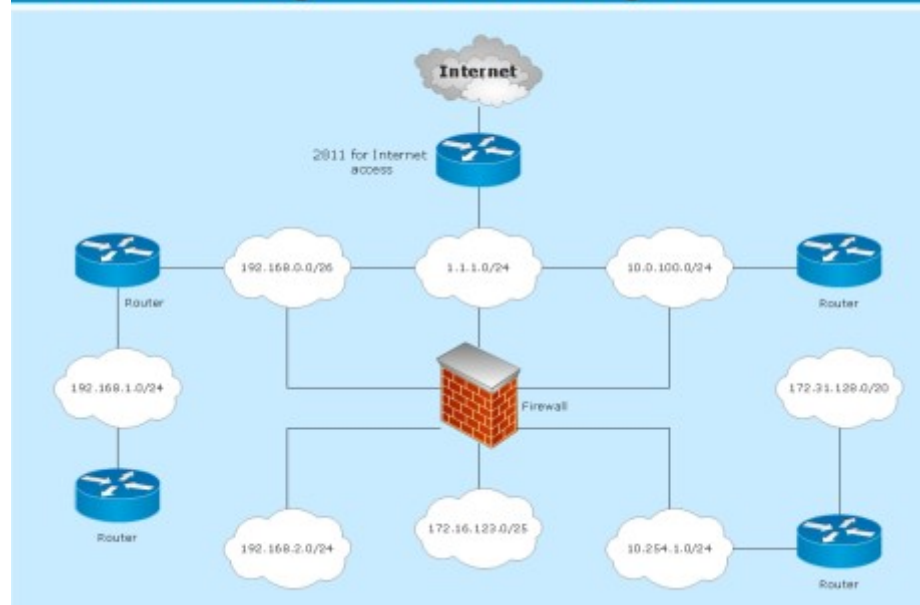 Internet
2811 for Internet
access
192.168.0.0/26
1.1.1.0/24
10.0.100.0/24
Router
Router
192.168.1.0/24
172.31.128.0/20
Firewall
Router
192.168.2.0/24
172.16.123.0/25
10.254.1.0/24
Router